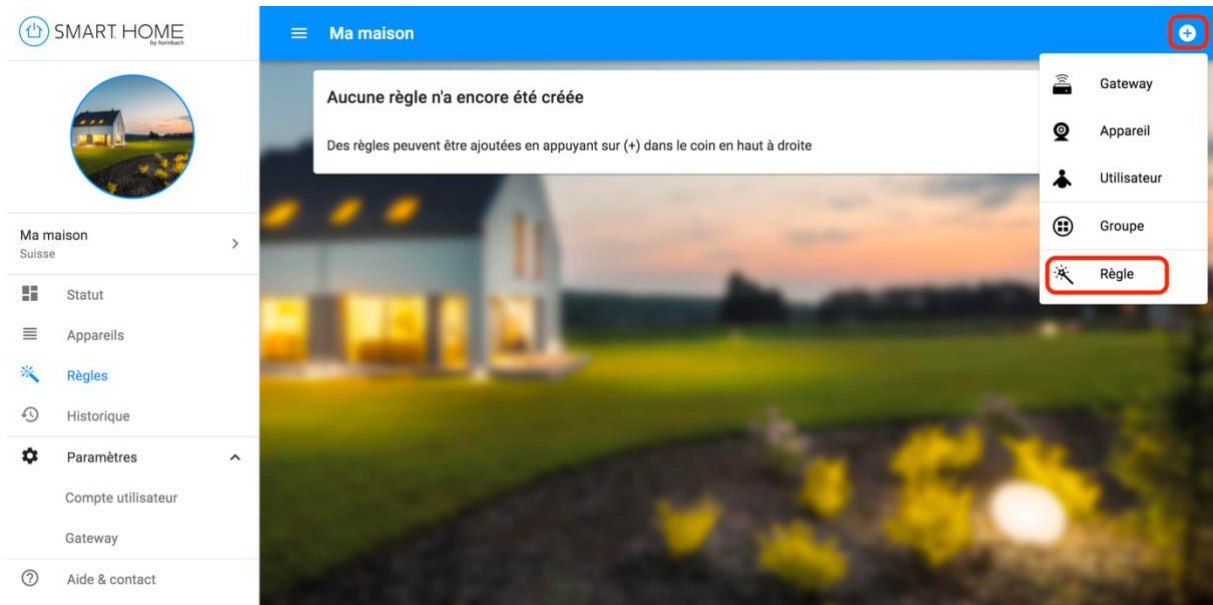 SMART HOME
by hornbach
Ma maison
Suisse
Statut
Appareils
Règles
Historique
Paramètres
Compte utilisateur
Gateway
Aide & contact
Ma maison
Aucune règle n'a encore été créée
Des règles peuvent être ajoutées en appuyant sur (+) dans le coin en haut à droite
Gateway
Appareil
Utilisateur
Groupe
Règle